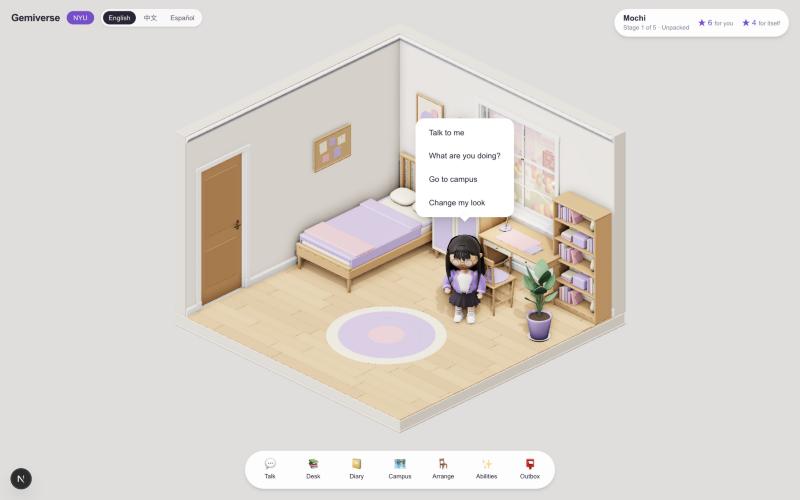 Gemiverse NYU English 中文 Español
Mochi
Stage 1 of 5 · Unpacked
★ 6 for you · ★ 4 for itself
Talk to me
What are you doing?
Go to campus
Change my look
Talk Desk Diary Campus Arrange Abilities Outbox
N